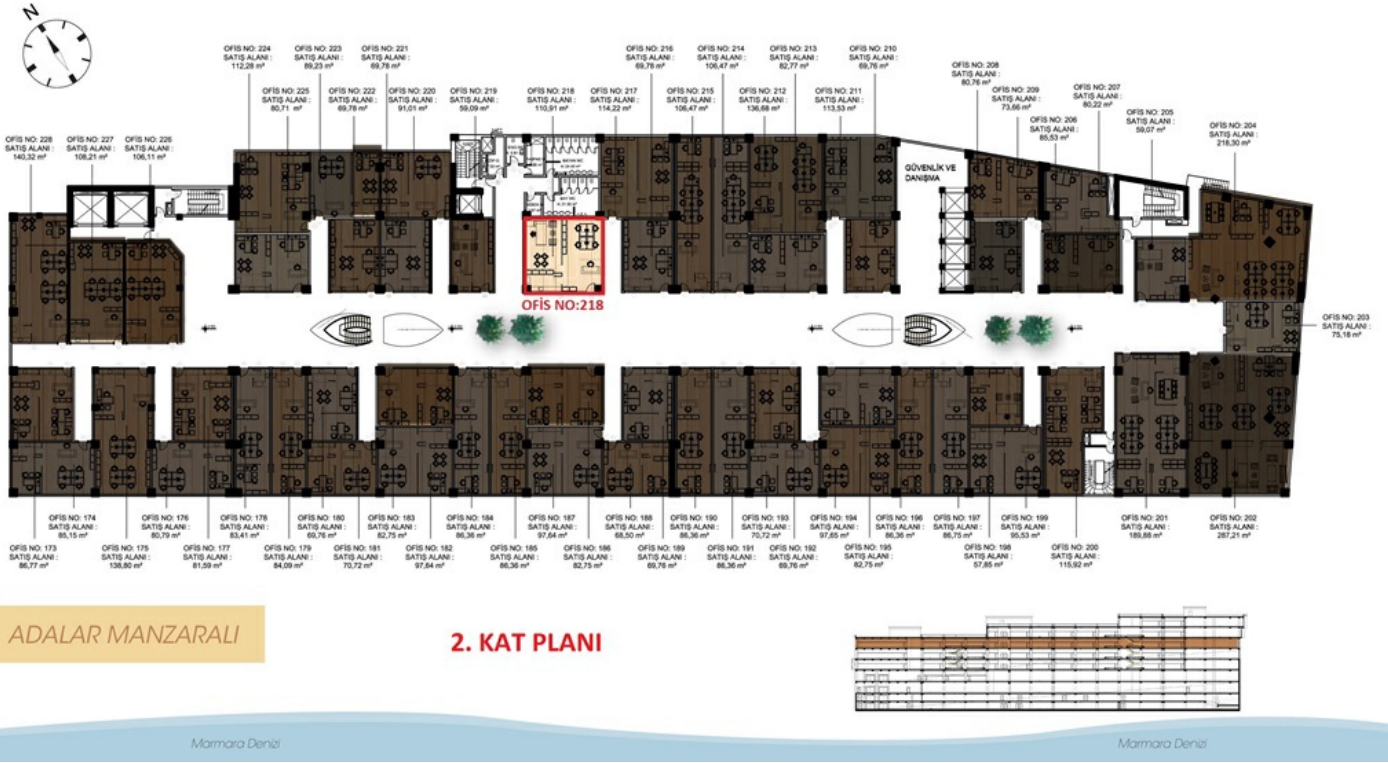 N
OFİS NO: 224
SATIŞ ALANI :
112,28 m²
OFİS NO: 223
SATIŞ ALANI :
89,23 m²
OFİS NO: 221
SATIŞ ALANI :
69,78 m²
OFİS NO: 216
SATIŞ ALANI :
69,78 m²
OFİS NO: 214
SATIŞ ALANI :
106,47 m²
OFİS NO: 213
SATIŞ ALANI :
82,77 m²
OFİS NO: 210
SATIŞ ALANI :
69,76 m²
OFİS NO: 208
SATIŞ ALANI :
80,76 m²
OFİS NO: 225
SATIŞ ALANI :
80,71 m²
OFİS NO: 222
SATIŞ ALANI :
69,78 m²
OFİS NO: 220
SATIŞ ALANI :
91,01 m²
OFİS NO: 219
SATIŞ ALANI :
59,09 m²
OFİS NO: 218
SATIŞ ALANI :
110,91 m²
OFİS NO: 217
SATIŞ ALANI :
114,22 m²
OFİS NO: 215
SATIŞ ALANI :
106,47 m²
OFİS NO: 212
SATIŞ ALANI :
136,68 m²
OFİS NO: 211
SATIŞ ALANI :
113,53 m²
OFİS NO: 209
SATIŞ ALANI :
73,66 m²
OFİS NO: 207
SATIŞ ALANI :
80,22 m²
OFİS NO: 206
SATIŞ ALANI :
85,53 m²
OFİS NO: 205
SATIŞ ALANI :
59,07 m²
OFİS NO: 204
SATIŞ ALANI :
218,30 m²
OFİS NO: 228
SATIŞ ALANI :
140,32 m²
OFİS NO: 227
SATIŞ ALANI :
108,21 m²
OFİS NO: 226
SATIŞ ALANI :
106,11 m²
GÜVENLİK VE
DANIŞMA
OFİS NO:218
OFİS NO: 203
SATIŞ ALANI :
75,18 m²
OFİS NO: 174
SATIŞ ALANI :
85,15 m²
OFİS NO: 176
SATIŞ ALANI :
80,79 m²
OFİS NO: 178
SATIŞ ALANI :
83,41 m²
OFİS NO: 180
SATIŞ ALANI :
69,76 m²
OFİS NO: 183
SATIŞ ALANI :
82,75 m²
OFİS NO: 184
SATIŞ ALANI :
86,36 m²
OFİS NO: 187
SATIŞ ALANI :
97,64 m²
OFİS NO: 188
SATIŞ ALANI :
68,50 m²
OFİS NO: 190
SATIŞ ALANI :
86,36 m²
OFİS NO: 193
SATIŞ ALANI :
70,72 m²
OFİS NO: 194
SATIŞ ALANI :
97,65 m²
OFİS NO: 196
SATIŞ ALANI :
86,36 m²
OFİS NO: 197
SATIŞ ALANI :
86,75 m²
OFİS NO: 199
SATIŞ ALANI :
95,53 m²
OFİS NO: 201
SATIŞ ALANI :
189,88 m²
OFİS NO: 202
SATIŞ ALANI :
287,21 m²
OFİS NO: 173
SATIŞ ALANI :
86,77 m²
OFİS NO: 175
SATIŞ ALANI :
138,80 m²
OFİS NO: 177
SATIŞ ALANI :
81,59 m²
OFİS NO: 179
SATIŞ ALANI :
84,09 m²
OFİS NO: 181
SATIŞ ALANI :
70,72 m²
OFİS NO: 182
SATIŞ ALANI :
97,64 m²
OFİS NO: 185
SATIŞ ALANI :
86,36 m²
OFİS NO: 186
SATIŞ ALANI :
82,75 m²
OFİS NO: 189
SATIŞ ALANI :
69,76 m²
OFİS NO: 191
SATIŞ ALANI :
86,36 m²
OFİS NO: 192
SATIŞ ALANI :
69,76 m²
OFİS NO: 195
SATIŞ ALANI :
82,75 m²
OFİS NO: 198
SATIŞ ALANI :
57,85 m²
OFİS NO: 200
SATIŞ ALANI :
115,92 m²
ADALAR MANZARALI
2. KAT PLANI
Marmara Denizi
Marmara Denizi